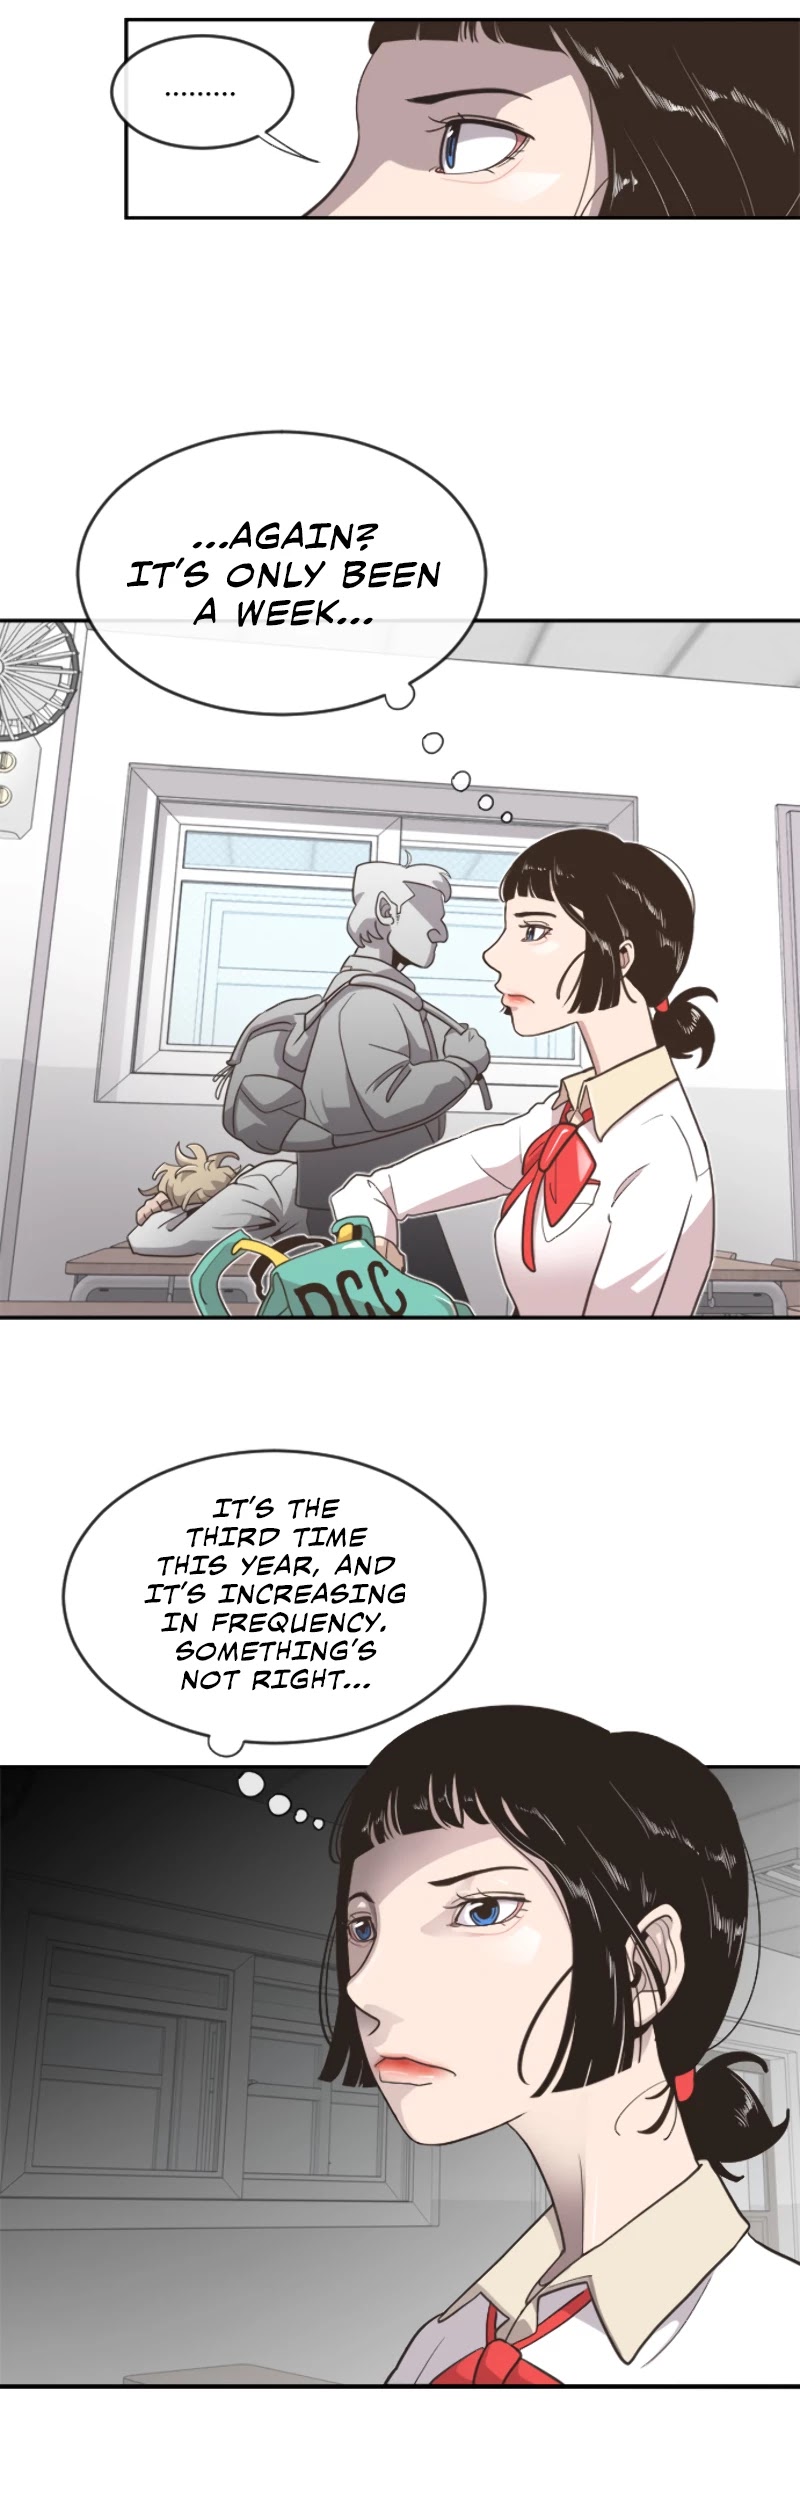 .........
...AGAIN?
IT'S ONLY BEEN
A WEEK...
DCC
IT'S THE
THIRD TIME
THIS YEAR, AND
IT'S INCREASING
IN FREQUENCY.
SOMETHING'S
NOT RIGHT...